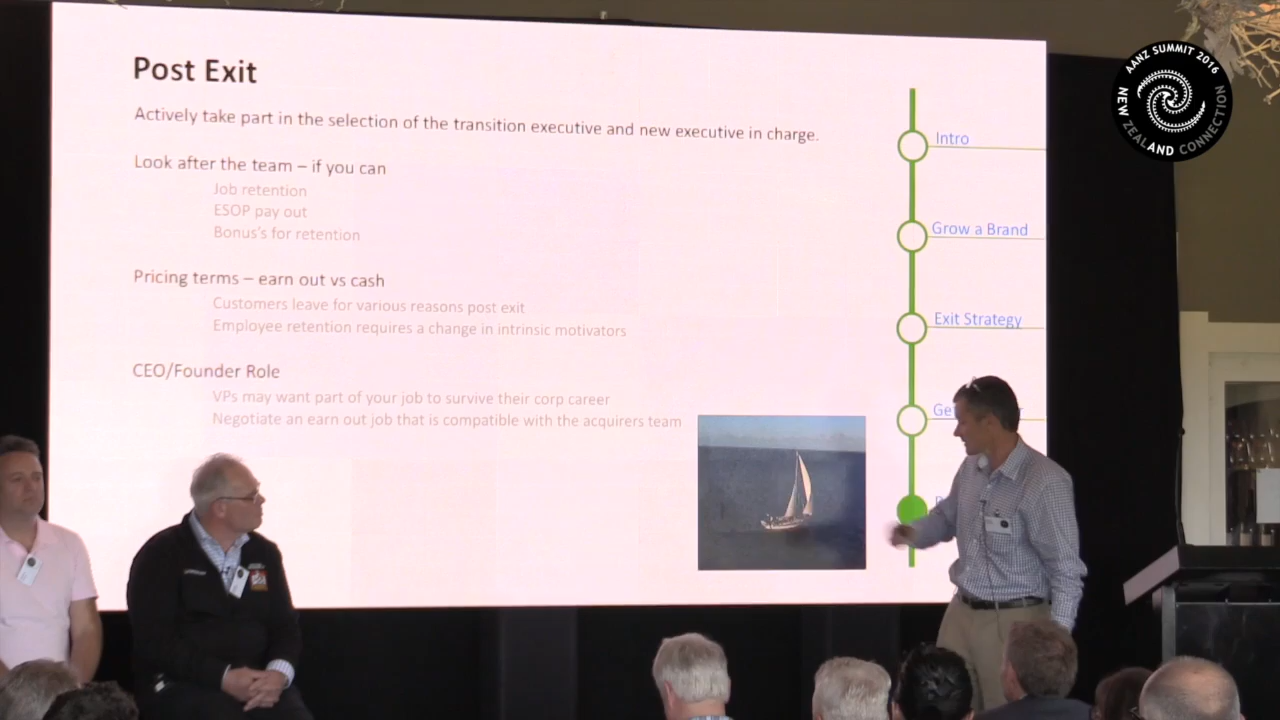 Post Exit
Actively take part in the selection of the transition executive and new executive in charge.
Look after the team – if you can
Job retention
ESOP pay out
Bonus's for retention
Pricing terms – earn out vs cash
Customers leave for various reasons post exit
Employee retention requires a change in intrinsic motivators
CEO/Founder Role
VPs may want part of your job to survive their corp career
Negotiate an earn out job that is compatible with the acquirers team
Intro
Grow a Brand
Exit Strategy
AANZ SUMMIT 2016
NEW ZEALAND CONNECTION